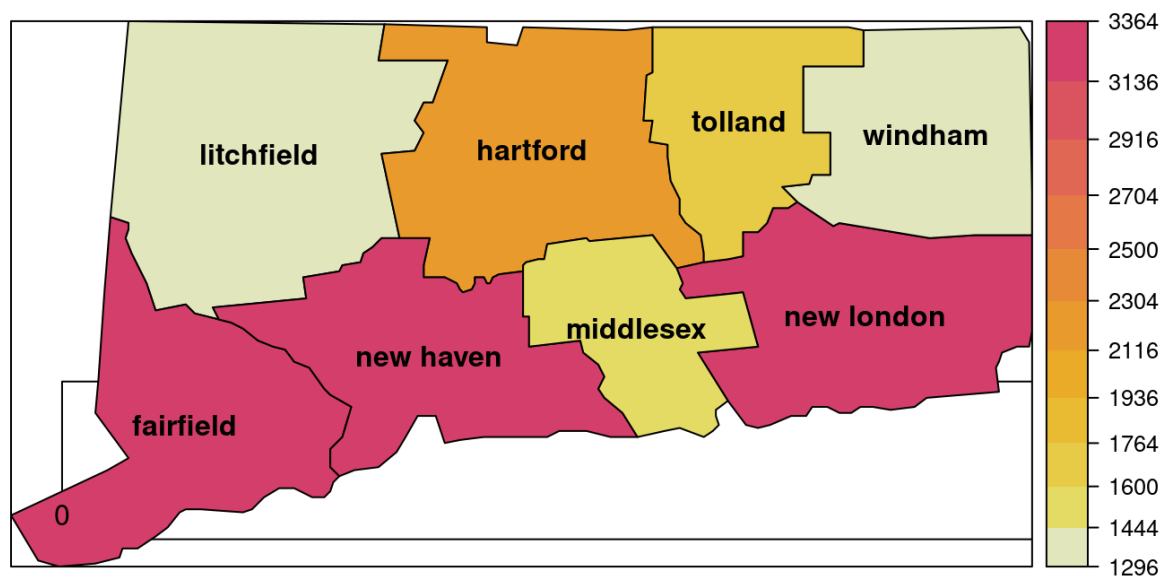 litchfield
hartford
tolland
windham
new haven
middlesex
new london
fairfield
0
3364
3136
2916
2704
2500
2304
2116
1936
1764
1600
1444
1296